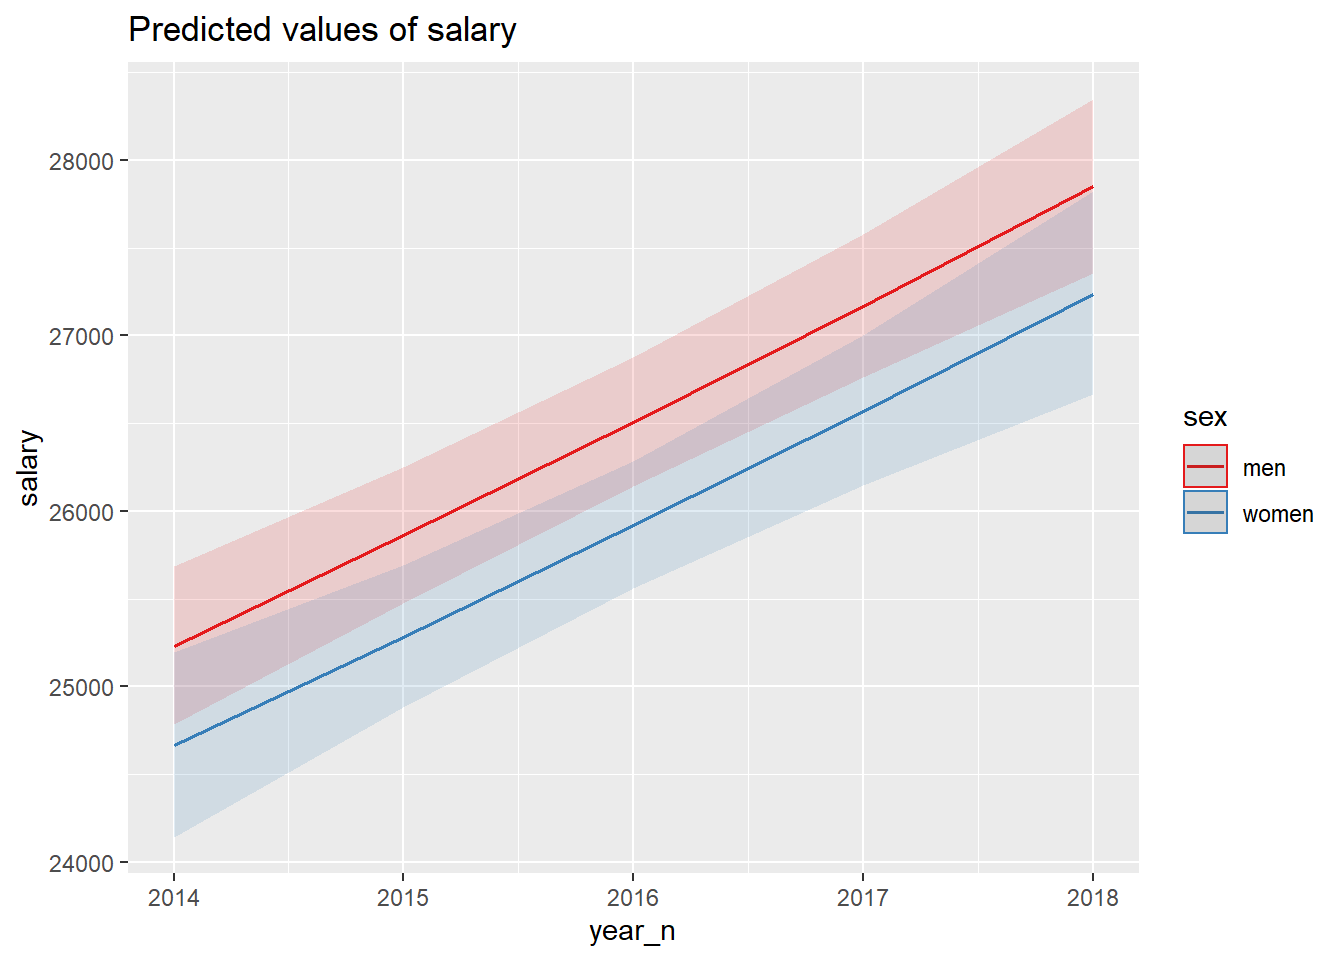 Predicted values of salary
salary
28000
27000
26000
25000
24000
2014 2015 2016 2017 2018
year_n
sex
men
women